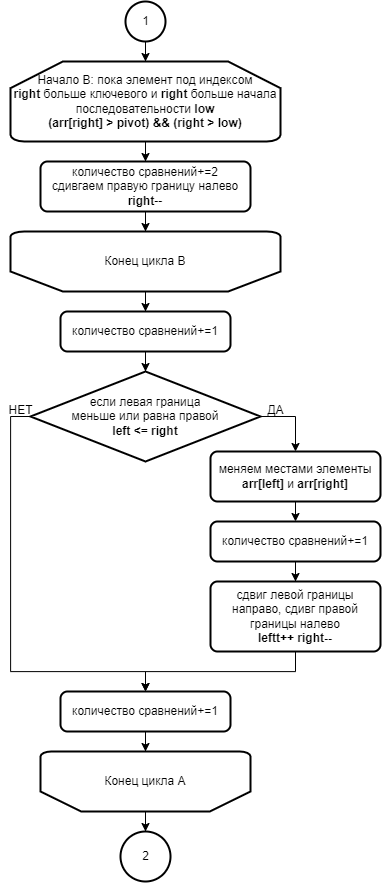 1
Начало В: пока элемент под индексом
right больше ключевого и right больше начала
последовательности low
(arr[right] > pivot) && (right > low)
количество сравнений+=2
сдивгаем правую границу налево
right--
Конец цикла В
количество сравнений+=1
если левая граница
меньше или равна правой
left <= right
НЕТ
ДА
меняем местами элементы
arr[left] и arr[right]
количество сравнений+=1
сдвиг левой границы
направо, сдивг правой
границы налево
leftt++ right--
количество сравнений+=1
Конец цикла А
2